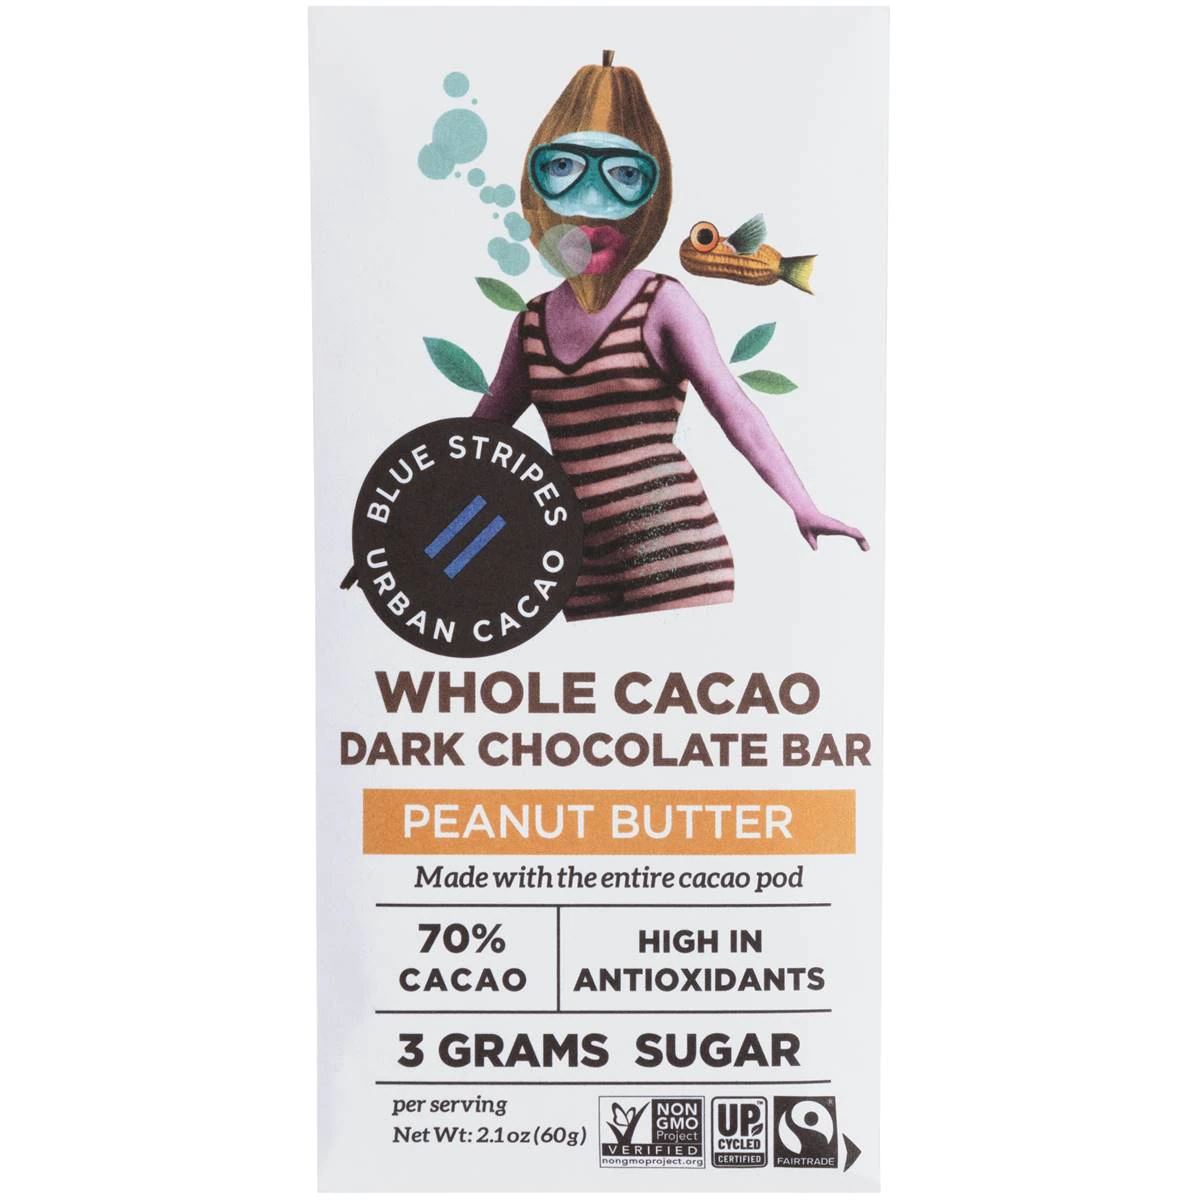 BLUE STRIPES
URBAN CACAO
WHOLE CACAO
DARK CHOCOLATE BAR
PEANUT BUTTER
Made with the entire cacao pod
70%
CACAO
HIGH IN
ANTIOXIDANTS
3 GRAMS SUGAR
per serving
Net Wt: 2.1 oz (60g)
NON
GMO
Project
VERIFIED
nongmoproject.org
UP™
CYCLED
CERTIFIED
®
FAIRTRADE